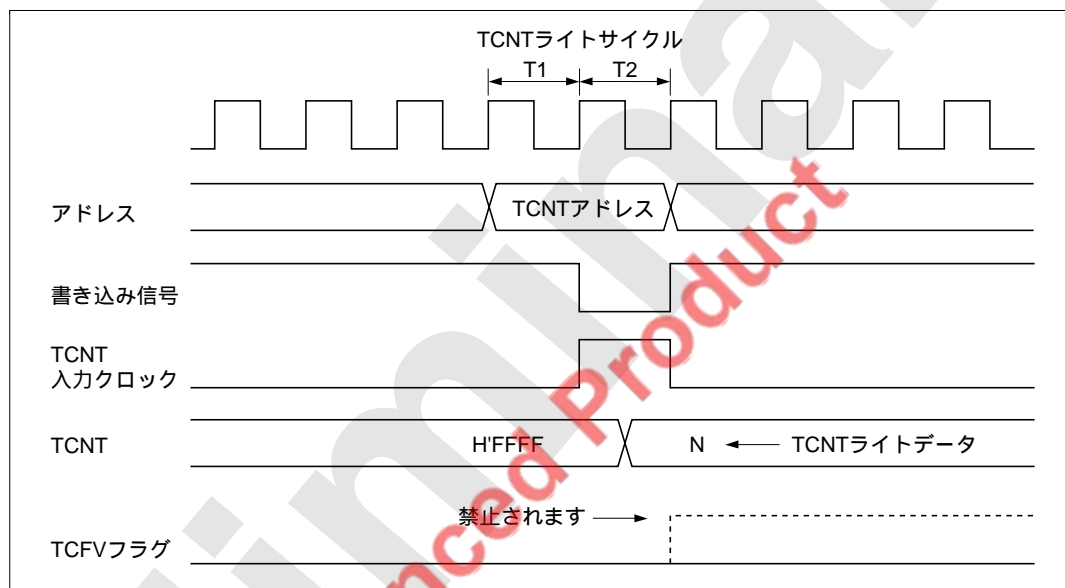 TCNTライトサイクル
T1 T2
アドレス TCNTアドレス
書き込み信号
TCNT
入力クロック
TCNT H'FFFF N TCNTライトデータ
禁止されます
TCFVフラグ
nced Product